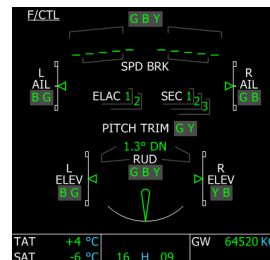 F/CTL
G B Y
SPD BRK
L
AIL
B G
R
AIL
G B
ELAC 1 2
SEC 1 2 3
PITCH TRIM G Y
1.3° DN
RUD
G B Y
L
ELEV
B G
R
ELEV
Y B
TAT +4 °C
GW 64520 KG
SAT -6 °C
16 H 09